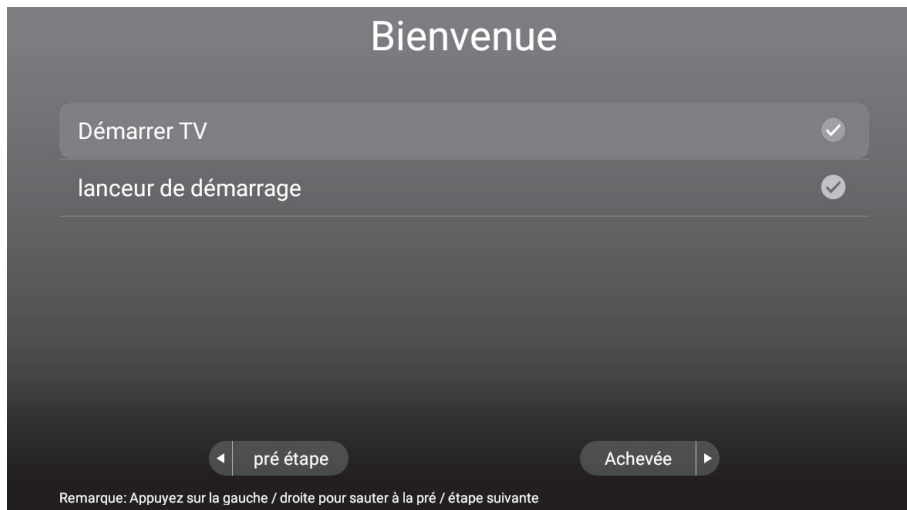 Bienvenue
Démarrer TV
lanceur de démarrage
pré étape
Achevée
Remarque: Appuyez sur la gauche / droite pour sauter à la pré / étape suivante